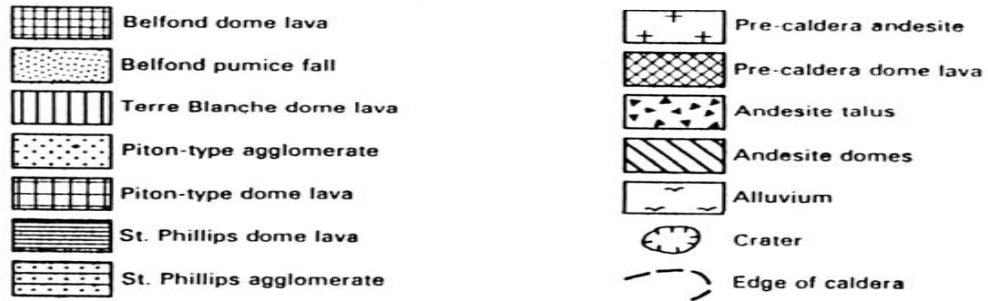 Belfond dome lava
Belfond pumice fall
Terre Blanche dome lava
Piton-type agglomerate
Piton-type dome lava
St. Phillips dome lava
St. Phillips agglomerate
Pre-caldera andesite
Pre-caldera dome lava
Andesite talus
Andesite domes
Alluvium
Crater
Edge of caldera